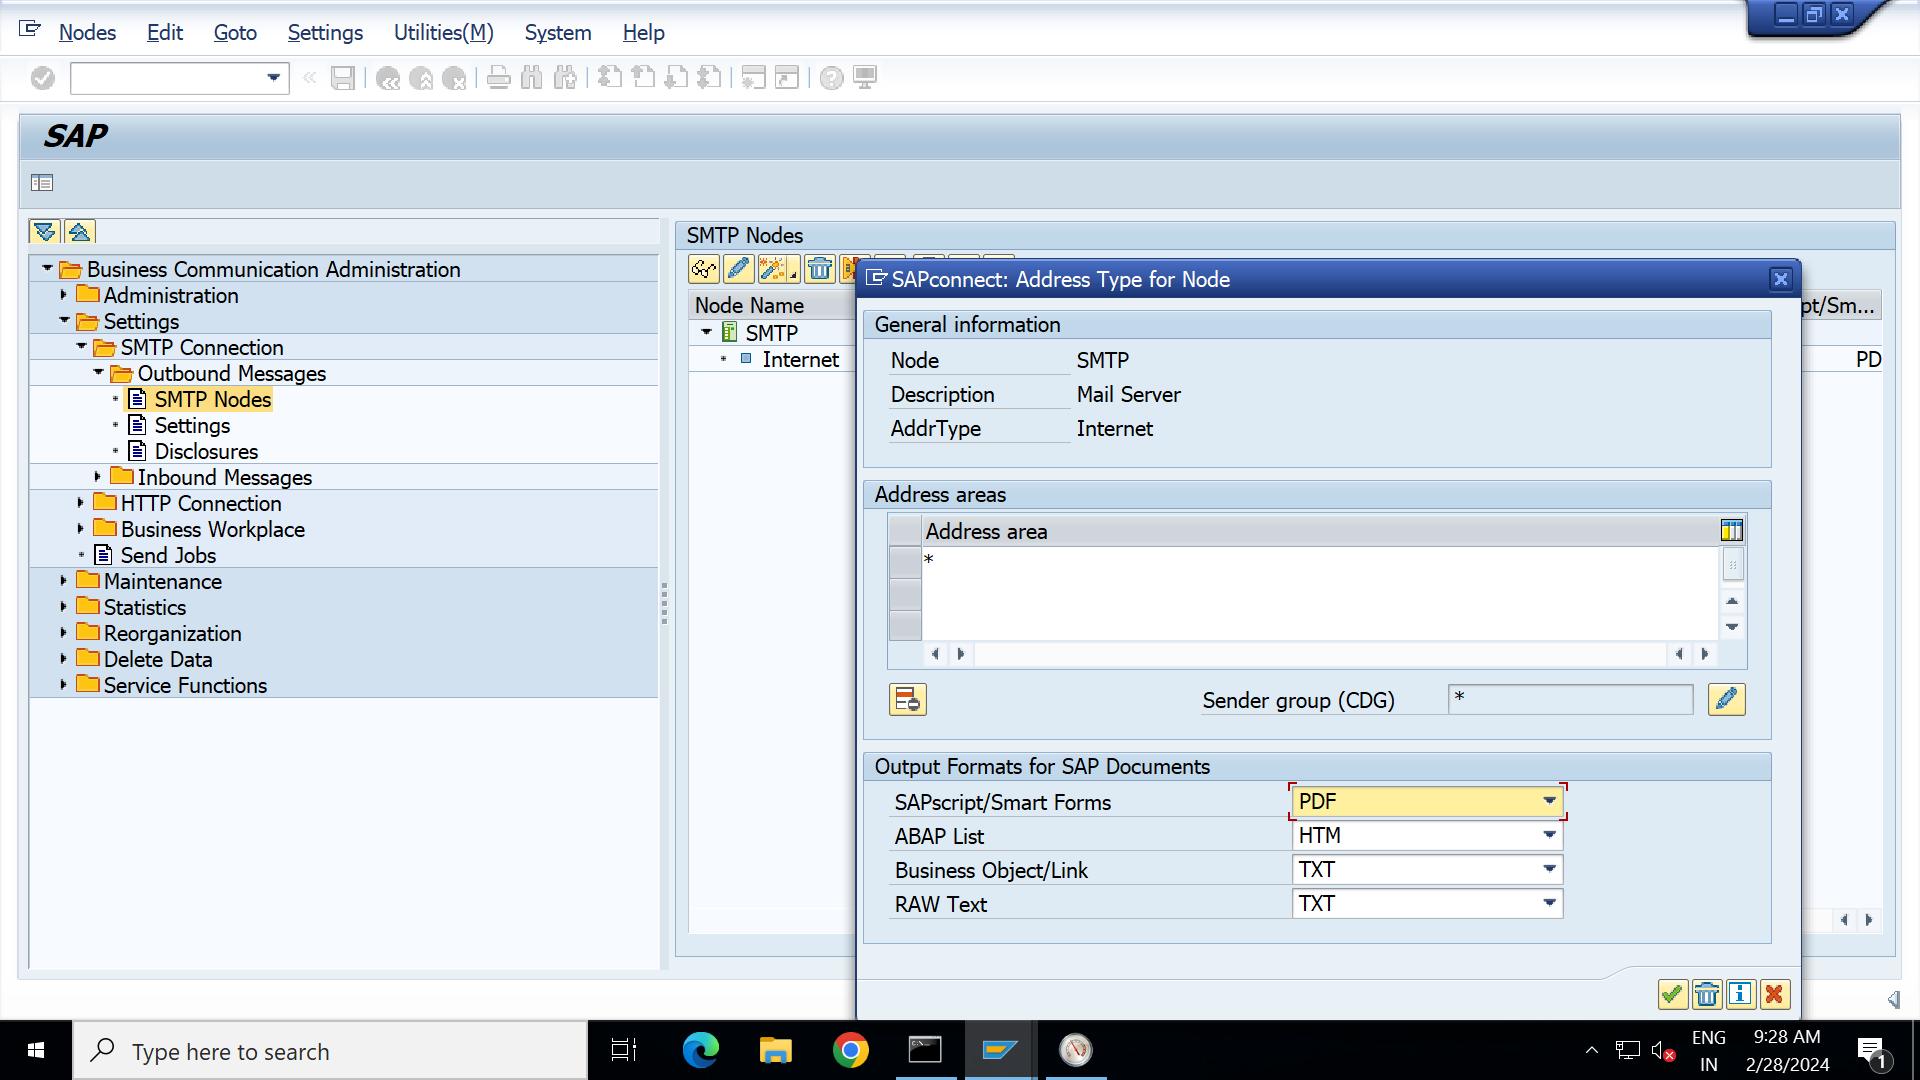 Nodes Edit Goto Settings Utilities(M) System Help
SAP
SMTP Nodes
Node Name
SMTP
Internet
pt/Sm...
PD
Business Communication Administration
Administration
Settings
SMTP Connection
Outbound Messages
SMTP Nodes
Settings
Disclosures
Inbound Messages
HTTP Connection
Business Workplace
Send Jobs
Maintenance
Statistics
Reorganization
Delete Data
Service Functions
SAPconnect: Address Type for Node
General information
Node SMTP
Description Mail Server
AddrType Internet
Address areas
Address area
*
Sender group (CDG) *
Output Formats for SAP Documents
SAPscript/Smart Forms PDF
ABAP List HTM
Business Object/Link TXT
RAW Text TXT
Type here to search
ENG
IN
9:28 AM
2/28/2024
1